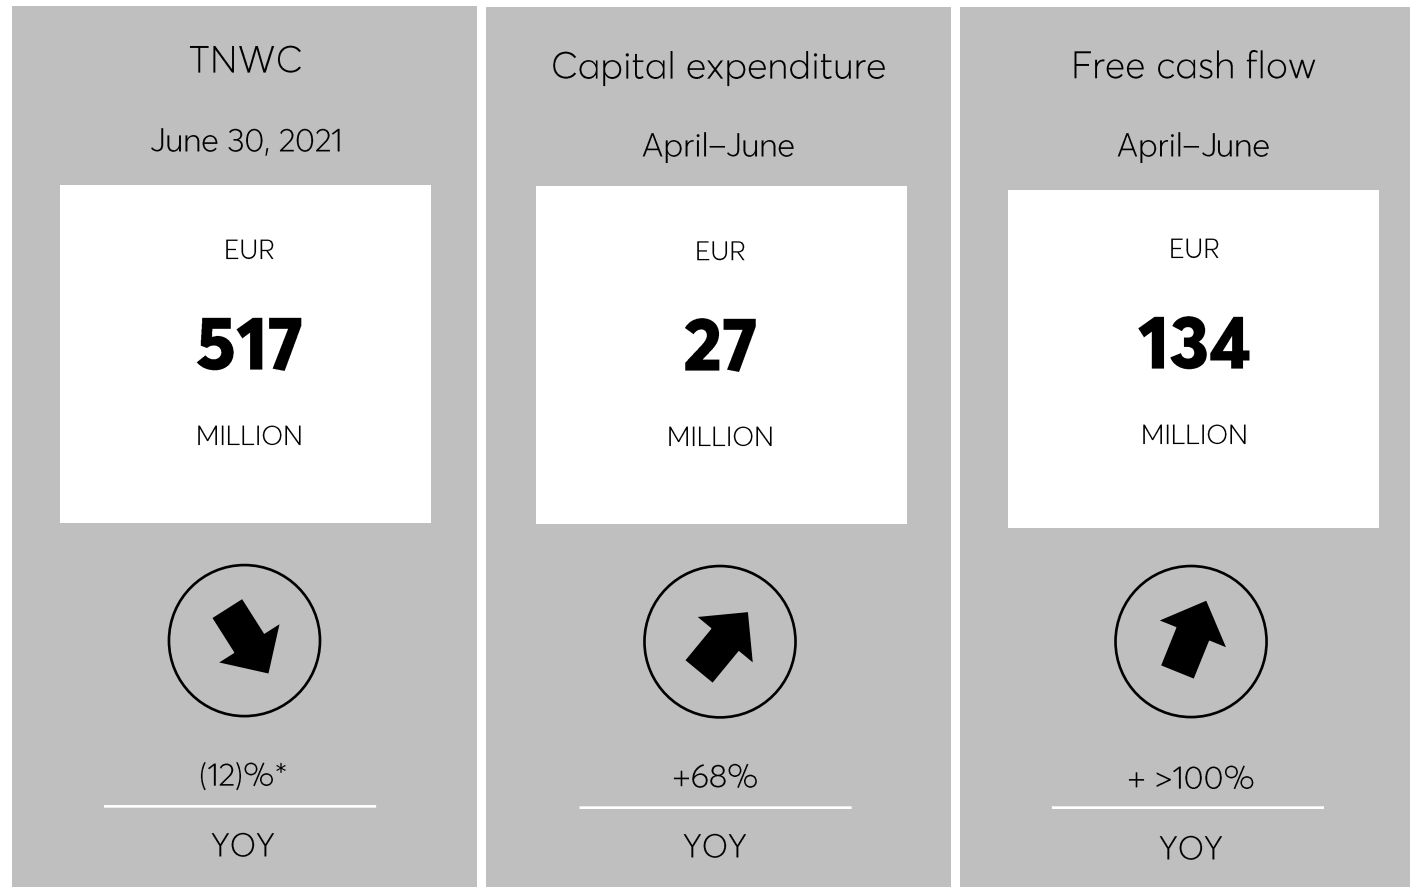 TNWC
June 30, 2021
EUR
517
MILLION
(12)%*
YOY
Capital expenditure
April–June
EUR
27
MILLION
+68%
YOY
Free cash flow
April–June
EUR
134
MILLION
+ >100%
YOY